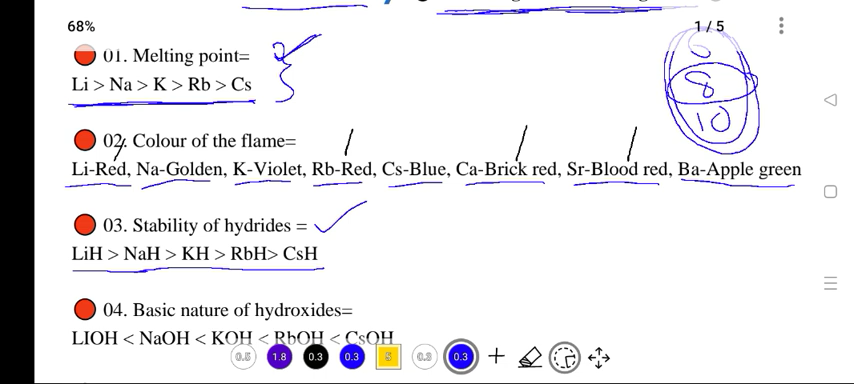 68%
1/5
01. Melting point=
Li > Na > K > Rb > Cs
8
10
02. Colour of the flame=
Li-Red, Na-Golden, K-Violet, Rb-Red, Cs-Blue, Ca-Brick red, Sr-Blood red, Ba-Apple green
03. Stability of hydrides =
LiH > NaH > KH > RbH> CsH
04. Basic nature of hydroxides=
LIOH < NaOH < KOH < RbOH < CsOH
0.5 1.8 0.3 0.3 0.3 0.3